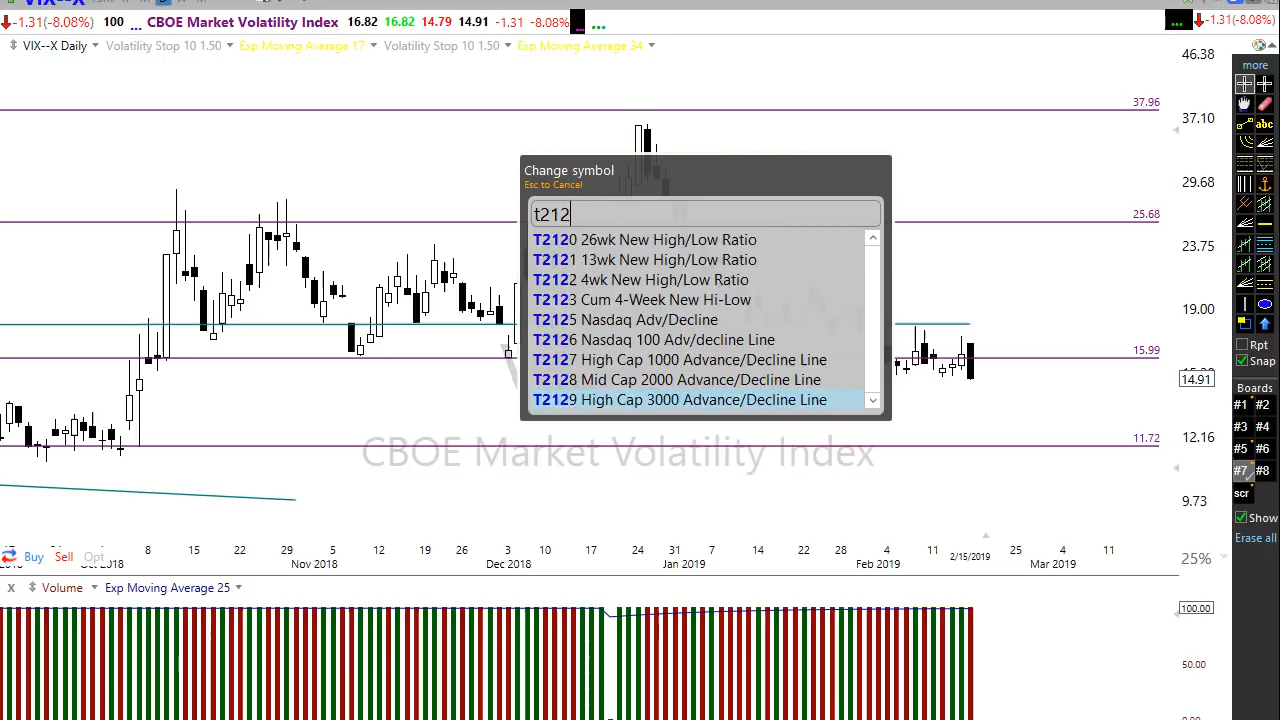 VIX--X
-1.31(-8.08%) 100 ... CBOE Market Volatility Index 16.82 16.82 14.79 14.91 -1.31 -8.08% ... ... ... -1.31(-8.08%)
VIX--X Daily Volatility Stop 10 1.50 Exp Moving Average 17 Volatility Stop 10 1.50 Exp Moving Average 34
46.38
more
37.96
37.10
abc
Change symbol
Esc to Cancel
29.68
t212
25.68
T2120 26wk New High/Low Ratio
T2121 13wk New High/Low Ratio
23.75
T2122 4wk New High/Low Ratio
T2123 Cum 4-Week New Hi-Low
19.00
T2125 Nasdaq Adv/Decline
T2126 Nasdaq 100 Adv/decline Line
Rpt
15.99
T2127 High Cap 1000 Advance/Decline Line
Snap
T2128 Mid Cap 2000 Advance/Decline Line
14.91
Boards
T2129 High Cap 3000 Advance/Decline Line
#1 #2
#3 #4
11.72
12.16
#5 #6
CBOE Market Volatility Index
#7 #8
scr
9.73
Show
Erase all
8 15 22 29 5 12 19 26 3 10 17 24 31 7 14 22 28 4 11 2/15/2019 25 4 11
Buy Sell Opt
25%
2018 Nov 2018 Dec 2018 Jan 2019 Feb 2019 Mar 2019
x Volume Exp Moving Average 25
100.00
50.00